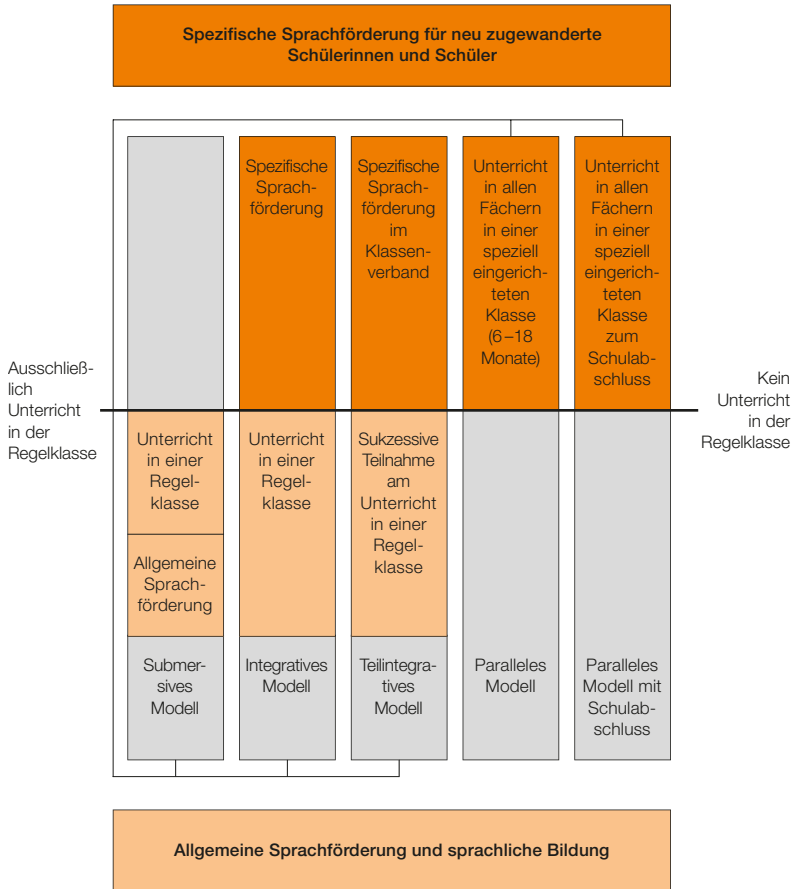 Spezifische Sprachförderung für neu zugewanderte
Schülerinnen und Schüler
Spezifische
Sprach-
förderung
Spezifische
Sprach-
förderung
im
Klassen-
verband
Unterricht
in allen
Fächern
in einer
speziell
eingerich-
teten
Klasse
(6–18
Monate)
Unterricht
in allen
Fächern
in einer
speziell
eingerich-
teten
Klasse
zum
Schulab-
schluss
Ausschließ-
lich
Unterricht
in der
Regelklasse
Kein
Unterricht
in der
Regelklasse
Unterricht
in einer
Regel-
klasse
Allgemeine
Sprach-
förderung
Unterricht
in einer
Regel-
klasse
Sukzessive
Teilnahme
am
Unterricht
in einer
Regel-
klasse
Submer-
sives
Modell
Integratives
Modell
Teilintegra-
tives
Modell
Paralleles
Modell
Paralleles
Modell mit
Schulab-
schluss
Allgemeine Sprachförderung und sprachliche Bildung